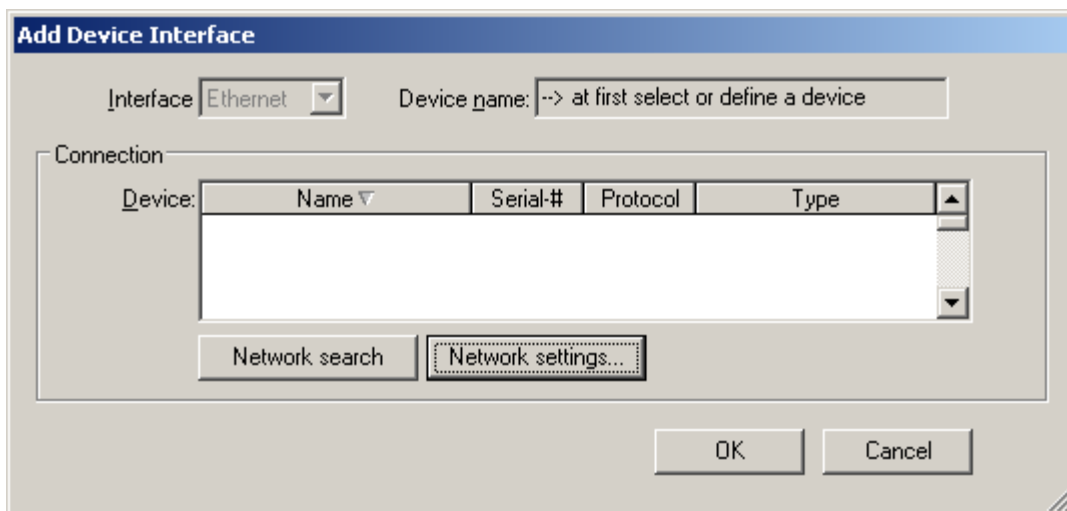 Add Device Interface
Interface Ethernet Device name: --> at first select or define a device
Connection
Device: Name Serial-# Protocol Type
Network search Network settings...
OK Cancel